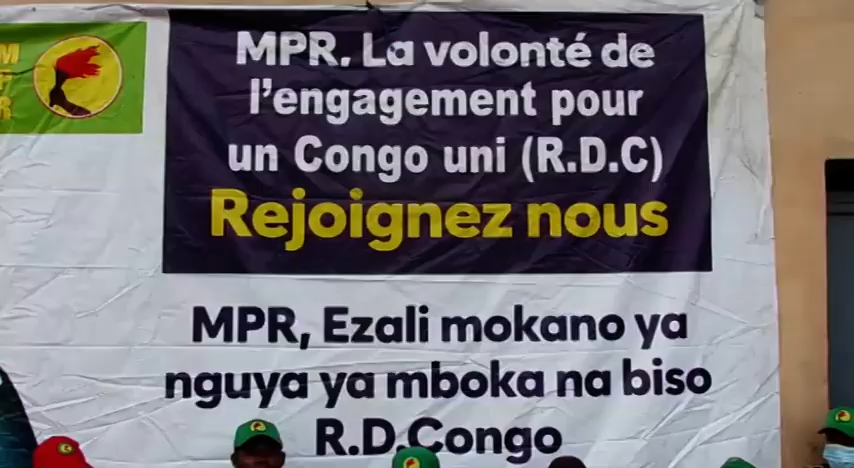 MPR. La volonté de
l'engagement pour
un Congo uni (R.D.C)
Rejoignez nous
MPR, Ezali mokano ya
nguya ya mboka na biso
R.D.Congo